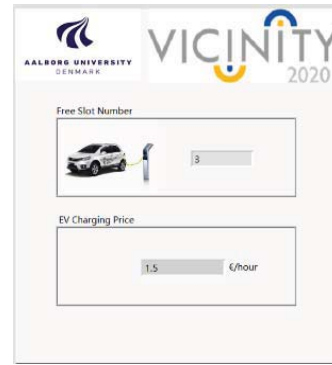 AALBORG UNIVERSITY
DENMARK
VICINITY
2020
Free Slot Number
3
EV Charging Price
1.5 €/hour